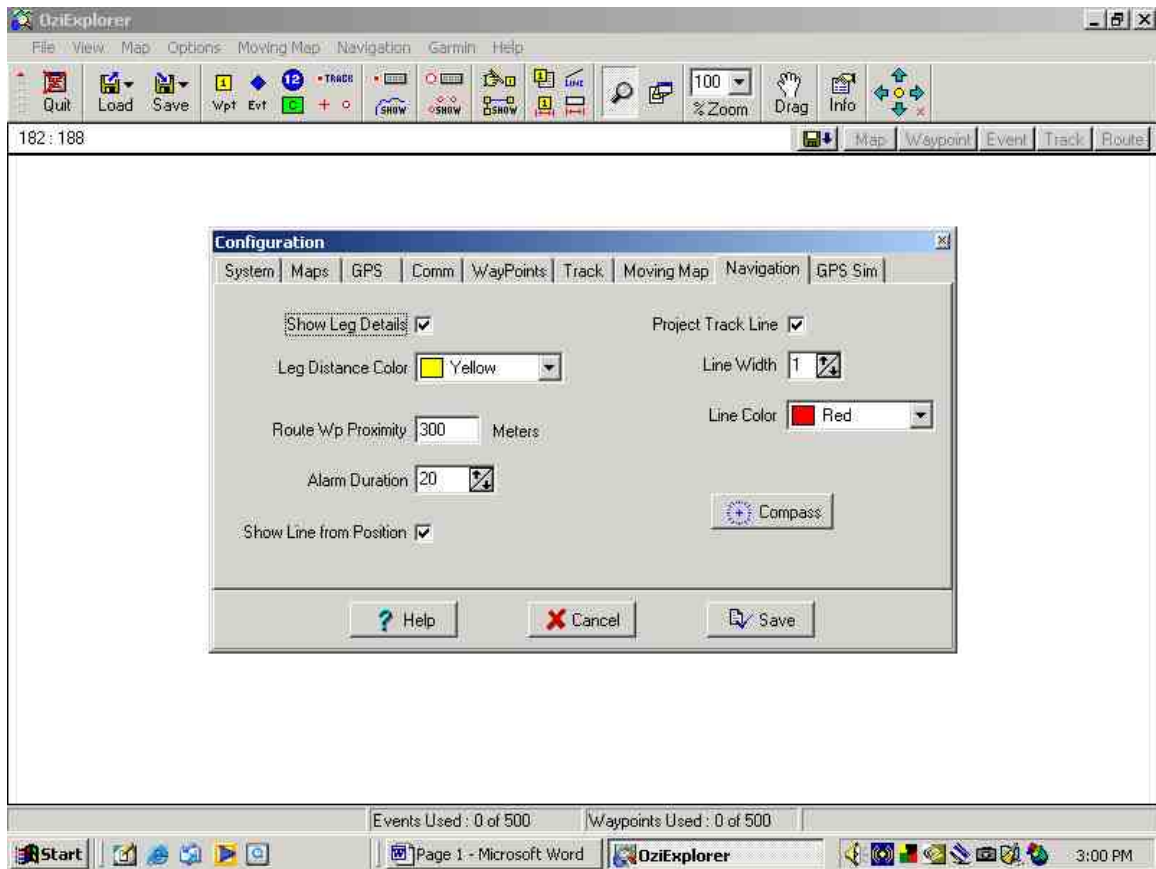 OziExplorer
File View Map Options Moving Map Navigation Garmin Help
Quit Load Save Wpt Evt 1 12 C TRACK SHOW SHOW SHOW LINE 1 1 100 % Zoom Drag Info
182 : 188 Map Waypoint Event Track Route
Configuration
System Maps GPS Comm WayPoints Track Moving Map Navigation GPS Sim
Show Leg Details Project Track Line
Leg Distance Color Yellow Line Width 1
Line Color Red
Route Wp Proximity 300 Meters
Alarm Duration 20
Compass
Show Line from Position
? Help Cancel Save
Events Used : 0 of 500 Waypoints Used : 0 of 500
Start Page 1 - Microsoft Word OziExplorer 3:00 PM